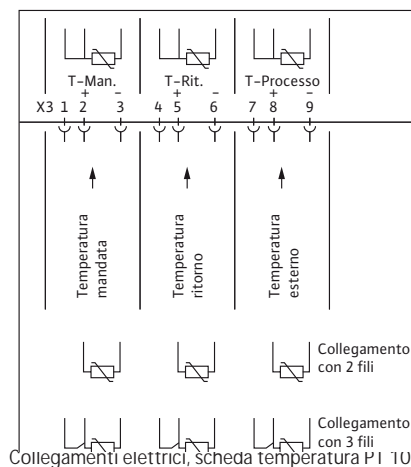 T-Man. T-Rit. T-Processo
+ − + − + −
X3 1 2 3 4 5 6 7 8 9
Temperatura
mandata
Temperatura
ritorno
Temperatura
esterno
Collegamento
con 2 fili
Collegamento
con 3 fili
Collegamenti elettrici, scheda temperatura PT 10